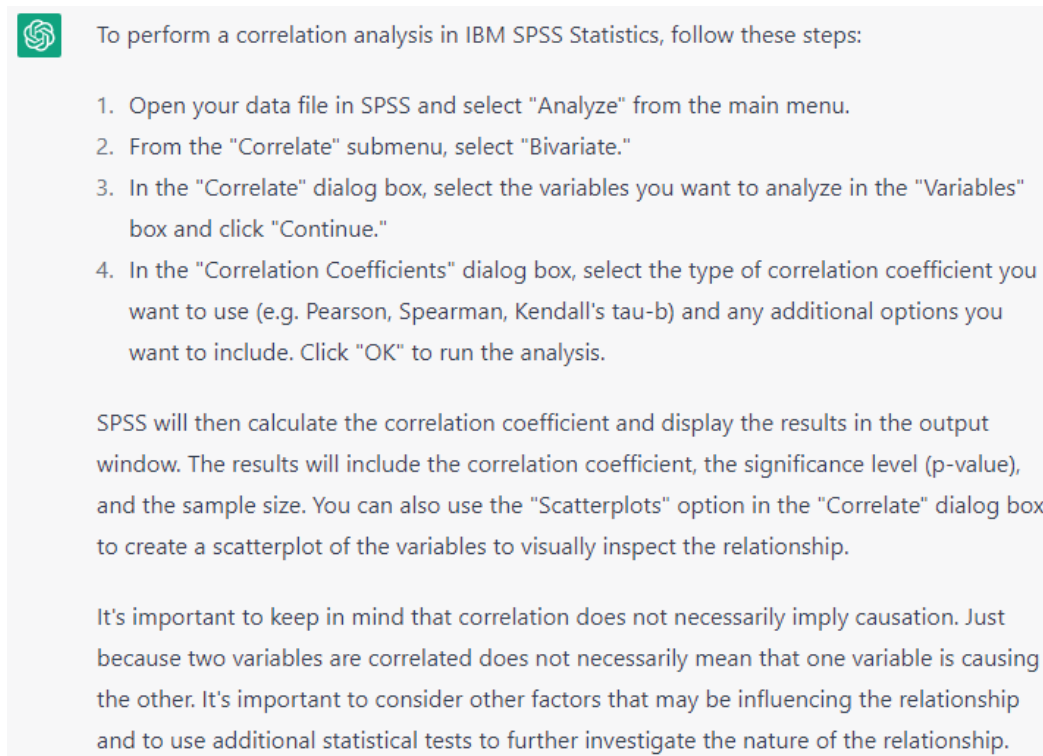 To perform a correlation analysis in IBM SPSS Statistics, follow these steps:
1. Open your data file in SPSS and select "Analyze" from the main menu.
2. From the "Correlate" submenu, select "Bivariate."
3. In the "Correlate" dialog box, select the variables you want to analyze in the "Variables"
box and click "Continue."
4. In the "Correlation Coefficients" dialog box, select the type of correlation coefficient you
want to use (e.g. Pearson, Spearman, Kendall's tau-b) and any additional options you
want to include. Click "OK" to run the analysis.
SPSS will then calculate the correlation coefficient and display the results in the output
window. The results will include the correlation coefficient, the significance level (p-value),
and the sample size. You can also use the "Scatterplots" option in the "Correlate" dialog box
to create a scatterplot of the variables to visually inspect the relationship.
It's important to keep in mind that correlation does not necessarily imply causation. Just
because two variables are correlated does not necessarily mean that one variable is causing
the other. It's important to consider other factors that may be influencing the relationship
and to use additional statistical tests to further investigate the nature of the relationship.